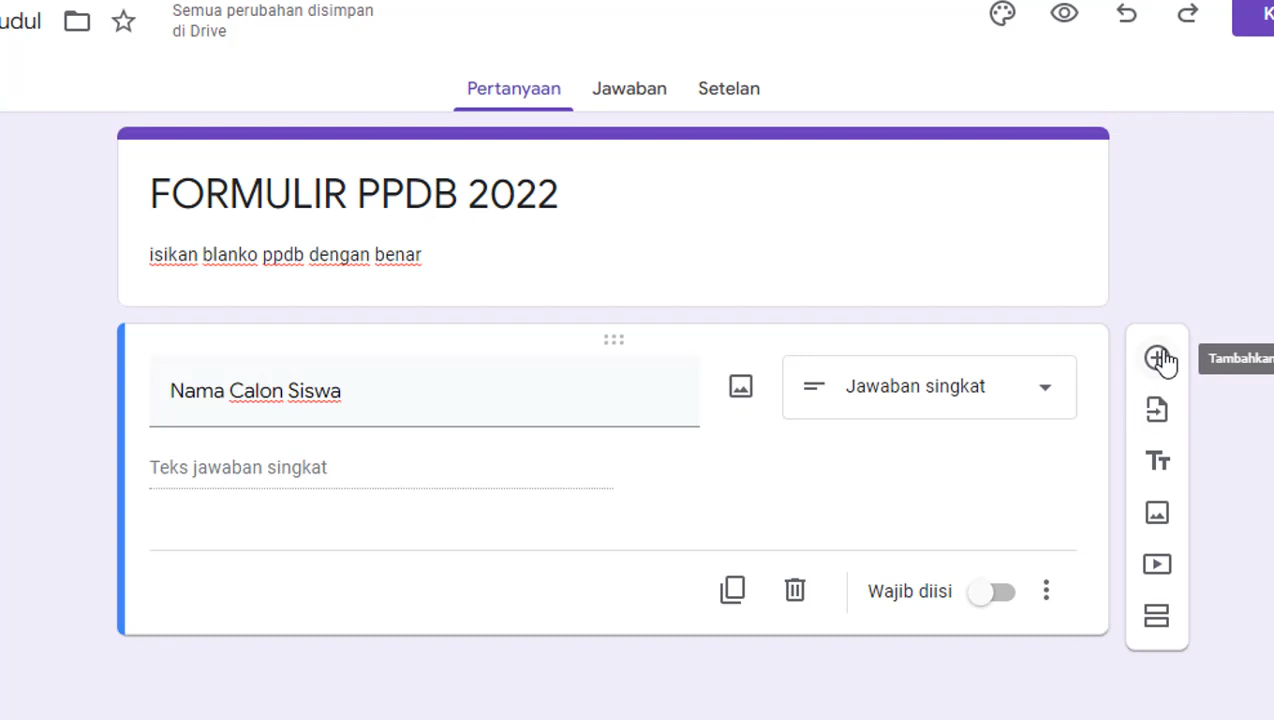 udul
Semua perubahan disimpan
di Drive
K
Pertanyaan Jawaban Setelan
FORMULIR PPDB 2022
isikan blanko ppdb dengan benar
Nama Calon Siswa
Jawaban singkat
Tambahkan
Teks jawaban singkat
Wajib diisi